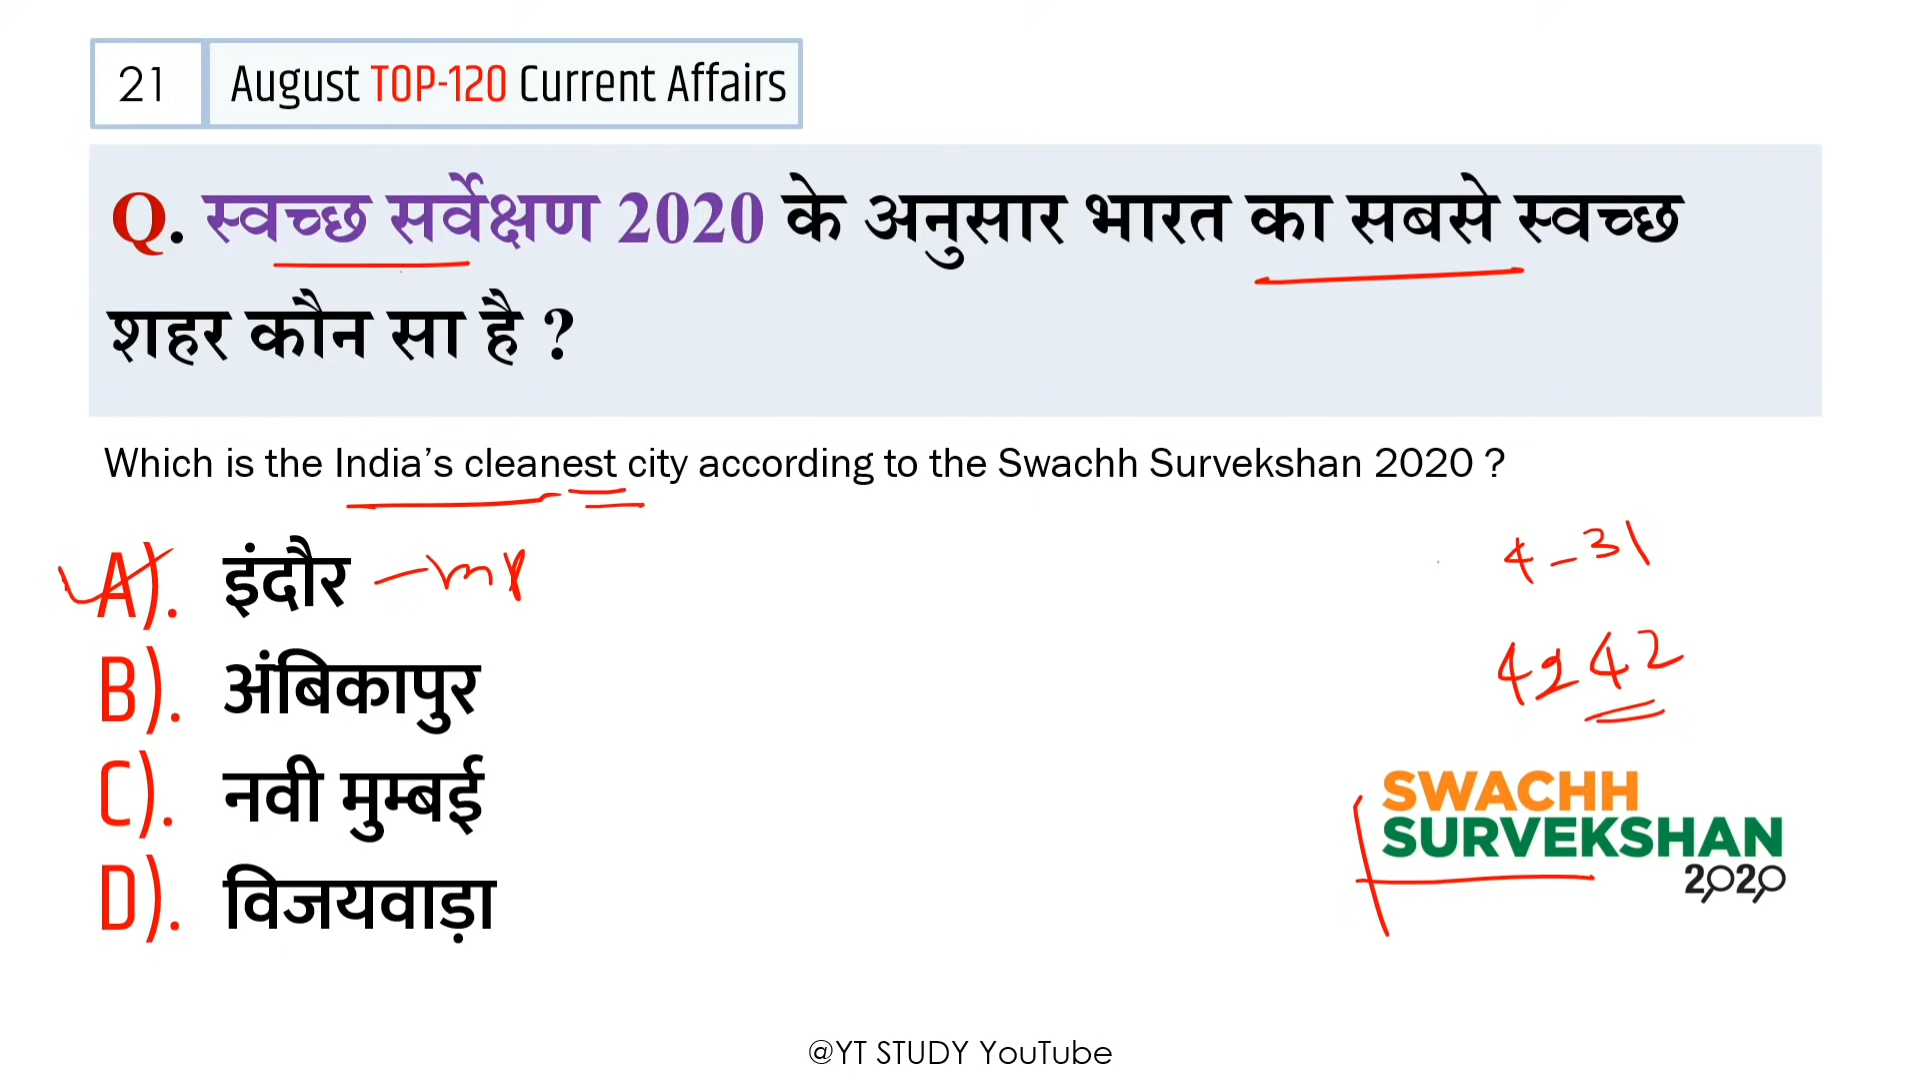 21 August TOP-120 Current Affairs
Q. स्वच्छ सर्वेक्षण 2020 के अनुसार भारत का सबसे स्वच्छ
शहर कौन सा है ?
Which is the India’s cleanest city according to the Swachh Survekshan 2020 ?
A). इंदौर – mp
B). अंबिकापुर
C). नवी मुम्बई
D). विजयवाड़ा
4-31
4242
SWACHH
SURVEKSHAN
2020
@YT STUDY YouTube